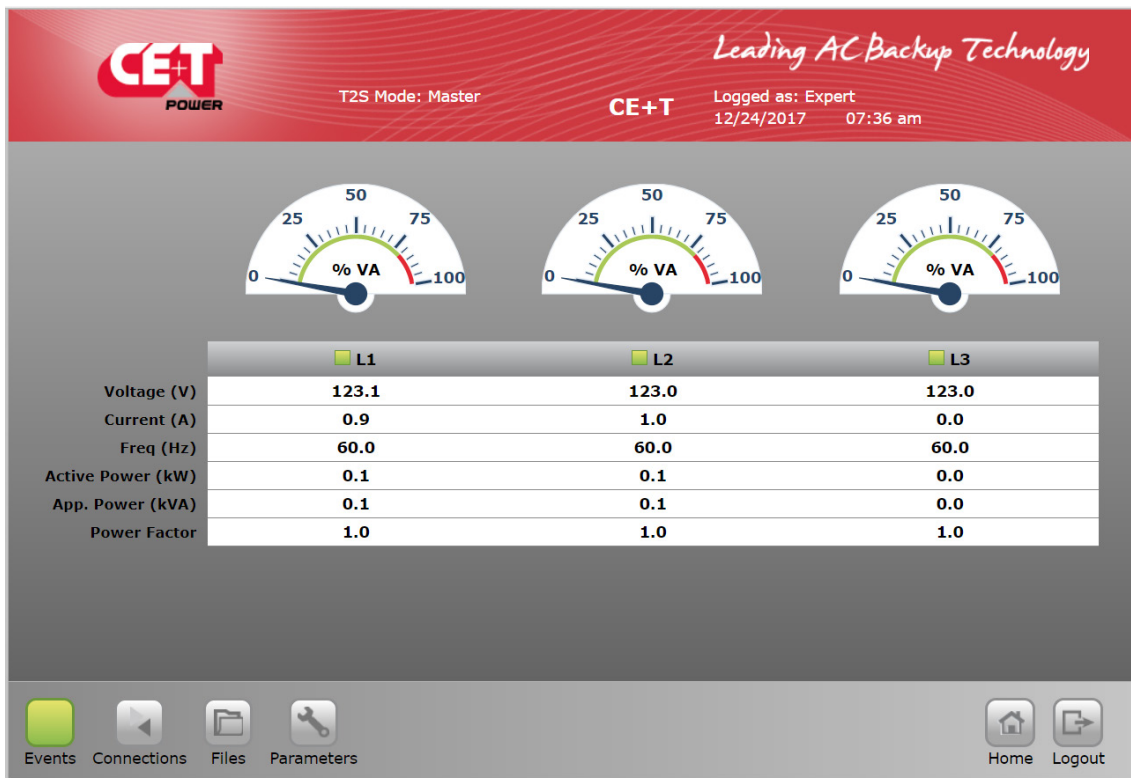 CE+T
POWER
Leading AC Backup Technology
T2S Mode: Master
CE+T
Logged as: Expert
12/24/2017 07:36 am
0 25 50 75 100
% VA
0 25 50 75 100
% VA
0 25 50 75 100
% VA
L1 L2 L3
Voltage (V) 123.1 123.0 123.0
Current (A) 0.9 1.0 0.0
Freq (Hz) 60.0 60.0 60.0
Active Power (kW) 0.1 0.1 0.0
App. Power (kVA) 0.1 0.1 0.0
Power Factor 1.0 1.0 1.0
Events Connections Files Parameters Home Logout